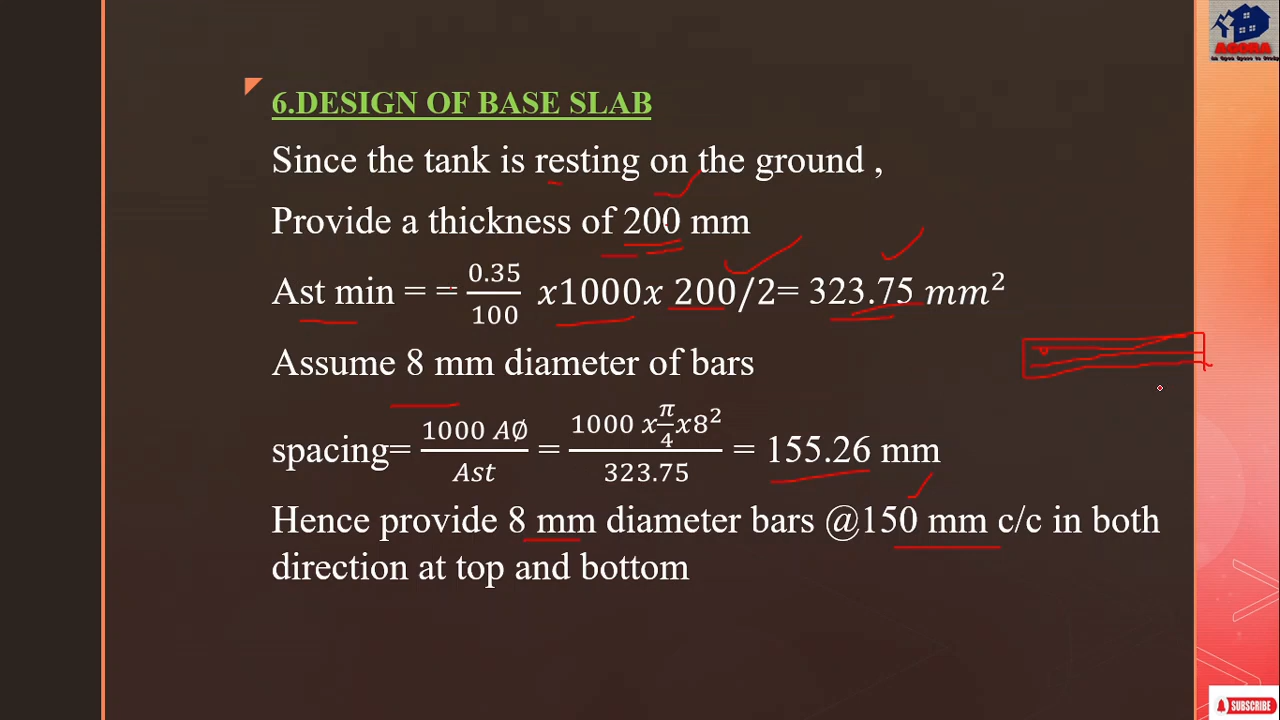 AGORA
6.DESIGN OF BASE SLAB
Since the tank is resting on the ground ,
Provide a thickness of 200 mm
Ast min = = 0.35/100 x1000x 200/2= 323.75 mm²
Assume 8 mm diameter of bars
spacing= 1000 AØ/Ast = 1000 x π/4 x8²/323.75 = 155.26 mm
Hence provide 8 mm diameter bars @150 mm c/c in both
direction at top and bottom
SUBSCRIBE